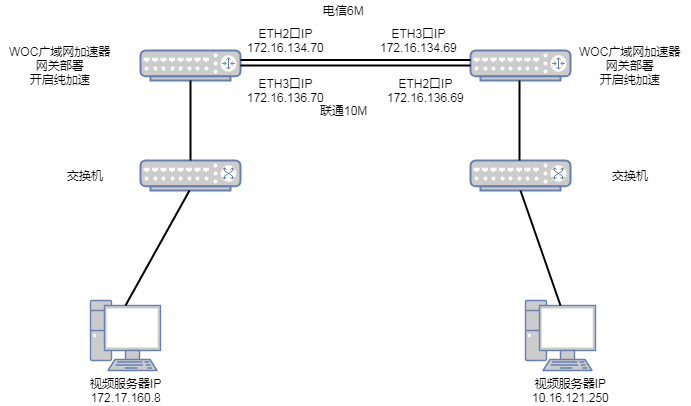 电信6M
ETH2口IP
172.16.134.70
ETH3口IP
172.16.134.69
WOC广域网加速器
网关部署
开启纯加速
WOC广域网加速器
网关部署
开启纯加速
ETH3口IP
172.16.136.70
ETH2口IP
172.16.136.69
联通10M
交换机
交换机
视频服务器IP
172.17.160.8
视频服务器IP
10.16.121.250